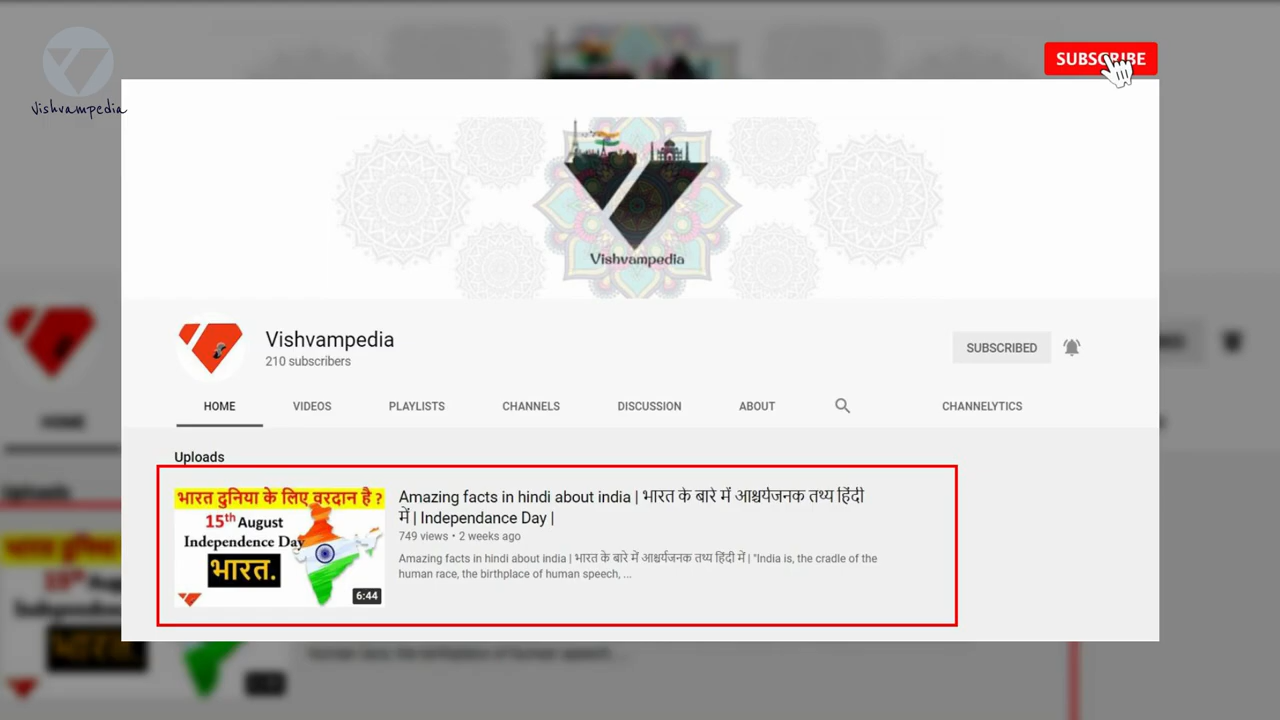 Vishvampedia
SUBSCRIBE
Vishvampedia
Vishvampedia
210 subscribers
SUBSCRIBED
HOME
VIDEOS
PLAYLISTS
CHANNELS
DISCUSSION
ABOUT
CHANNELYTICS
Uploads
भारत दुनिया के लिए वरदान है ?
15th August
Independence Day
भारत.
6:44
Amazing facts in hindi about india | भारत के बारे में आश्चर्यजनक तथ्य हिंदी
में | Independance Day |
749 views • 2 weeks ago
Amazing facts in hindi about india | भारत के बारे में आश्चर्यजनक तथ्य हिंदी में | "India is, the cradle of the
human race, the birthplace of human speech, ...